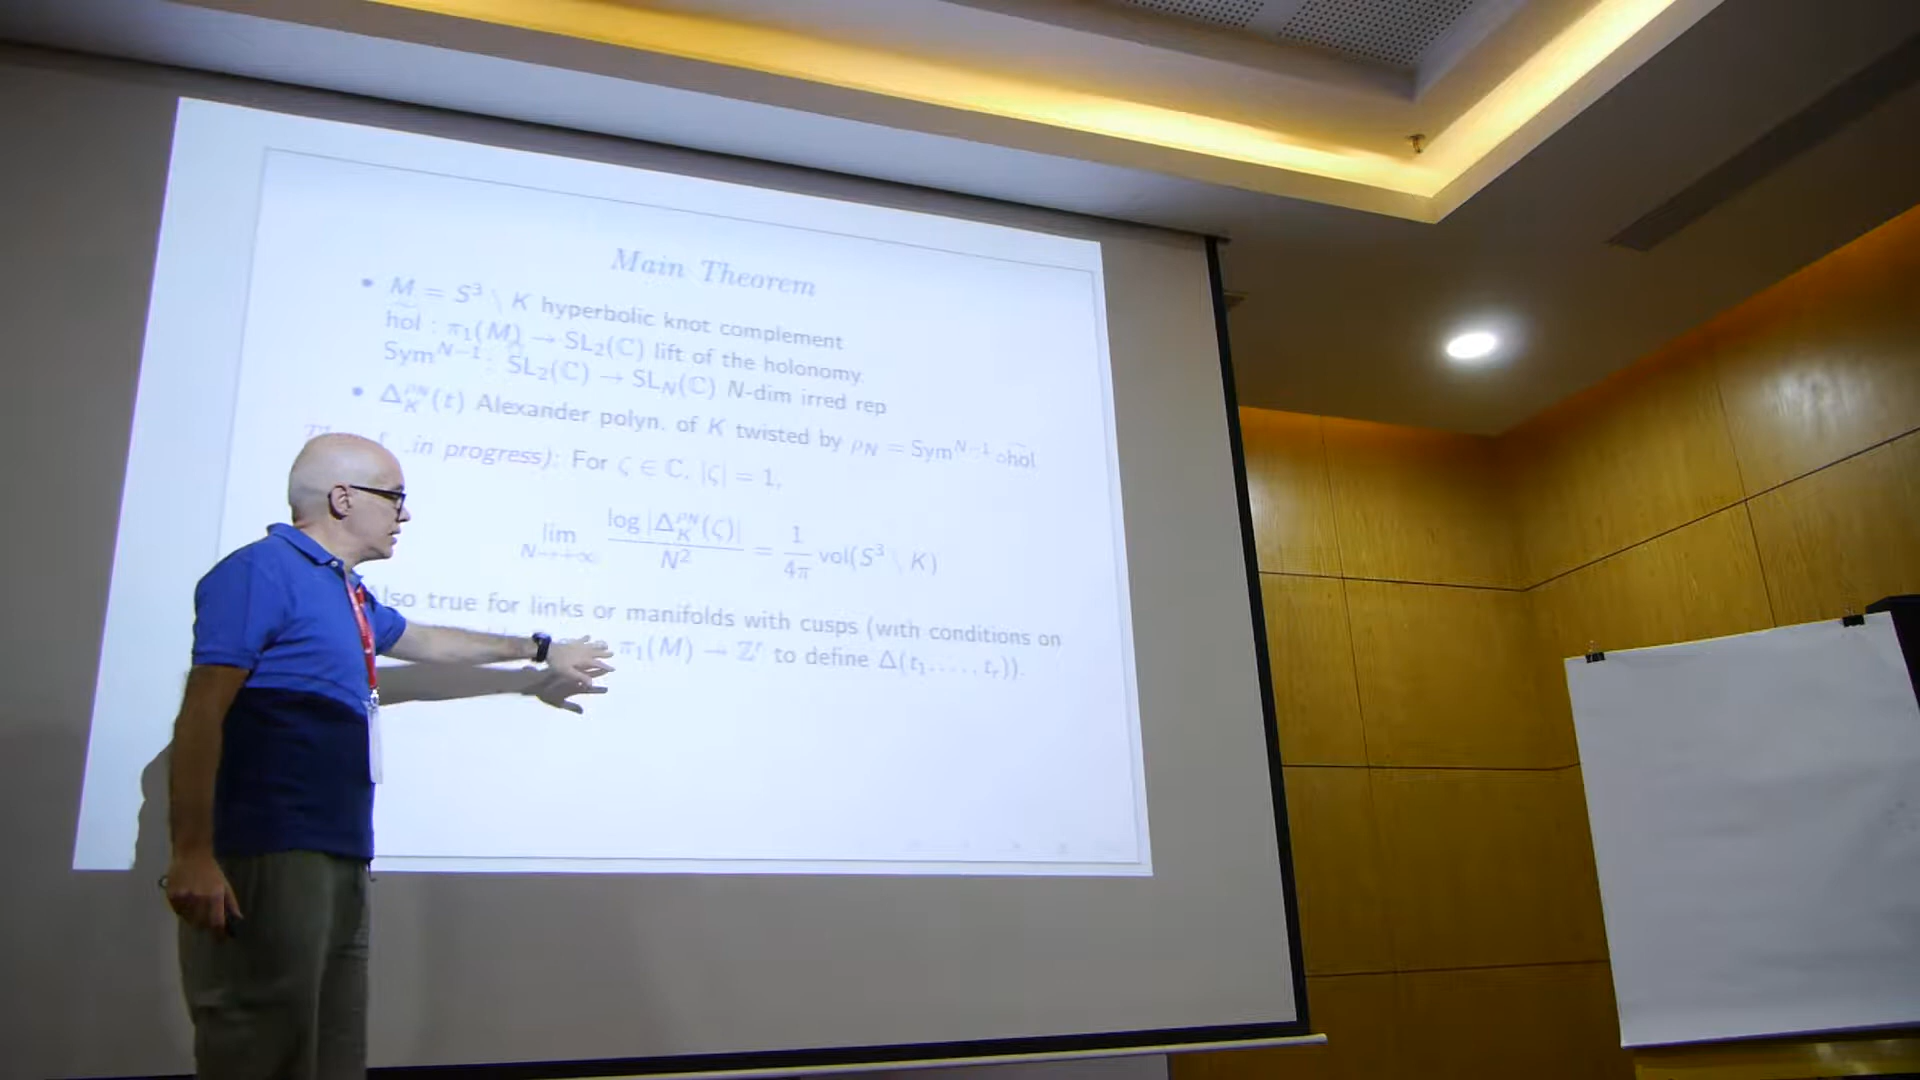 Main Theorem
• M = S³ \ K hyperbolic knot complement
hol : π₁(M) → SL₂(ℂ) lift of the holonomy.
Sym^{N−1} : SL₂(ℂ) → SL_N(ℂ) N-dim irred rep
• Δ_K^{ρ_N}(t) Alexander polyn. of K twisted by ρ_N = Sym^{N−1} ∘ hol
in progress): For ζ ∈ ℂ, |ζ| = 1,
lim_{N→+∞} log |Δ_K^{ρ_N}(ζ)| / N² = 1/4π vol(S³ \ K)
Also true for links or manifolds with cusps (with conditions on
π₁(M) → ℤ^r to define Δ(t₁, . . . , t_r)).